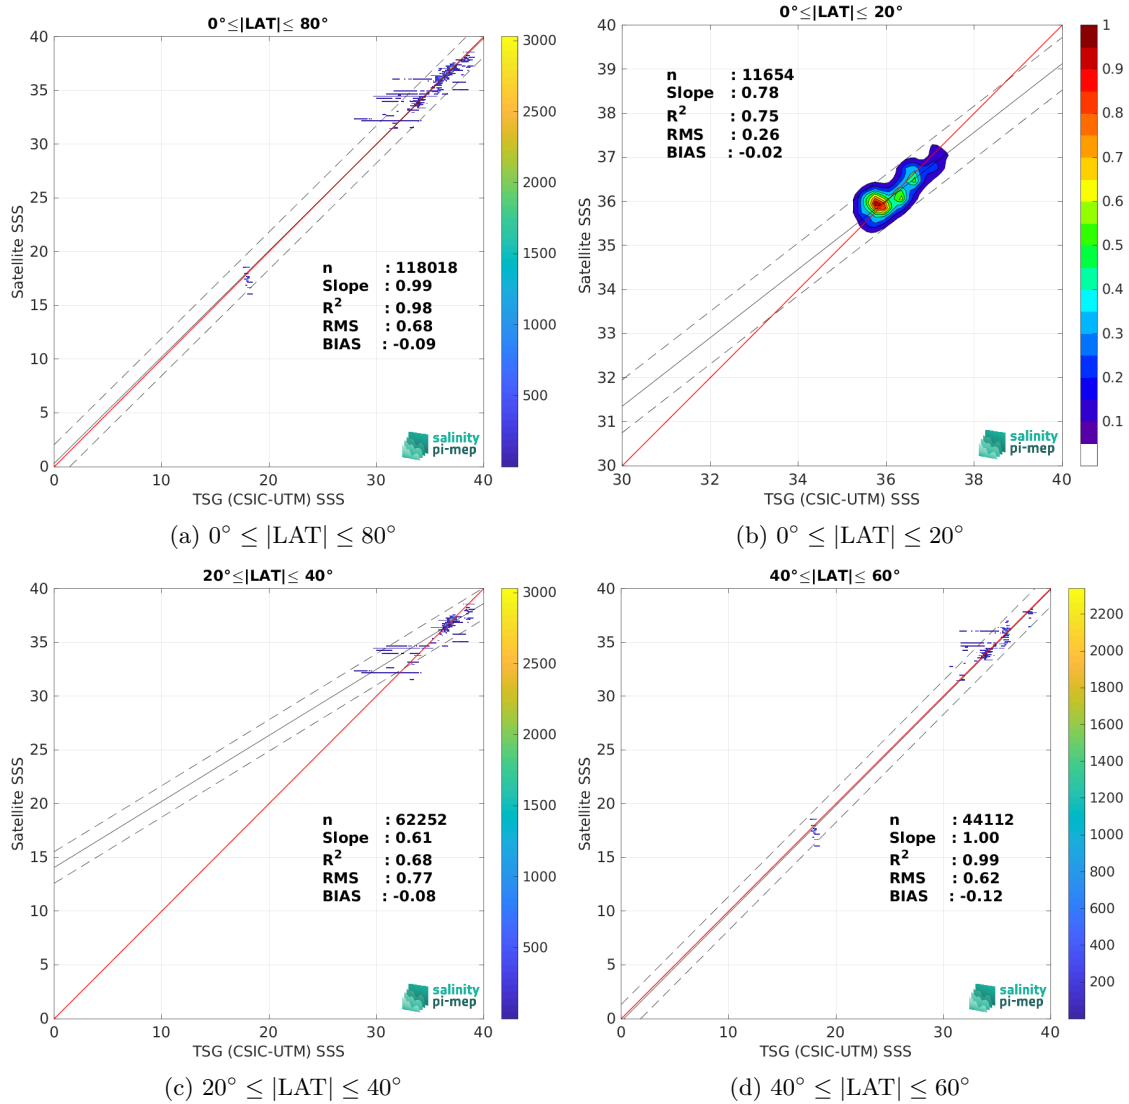 0°≤|LAT|≤ 80°
40
35
30
25
20
15
10
5
0
Satellite SSS
n : 118018
Slope : 0.99
R² : 0.98
RMS : 0.68
BIAS : -0.09
salinity
pi-mep
0 10 20 30 40
TSG (CSIC-UTM) SSS
3000
2500
2000
1500
1000
500
(a) 0° ≤ |LAT| ≤ 80°
0°≤|LAT|≤ 20°
40
39
38
37
36
35
34
33
32
31
30
Satellite SSS
n : 11654
Slope : 0.78
R² : 0.75
RMS : 0.26
BIAS : -0.02
salinity
pi-mep
30 32 34 36 38 40
TSG (CSIC-UTM) SSS
1
0.9
0.8
0.7
0.6
0.5
0.4
0.3
0.2
0.1
(b) 0° ≤ |LAT| ≤ 20°
20°≤|LAT|≤ 40°
40
35
30
25
20
15
10
5
0
Satellite SSS
n : 62252
Slope : 0.61
R² : 0.68
RMS : 0.77
BIAS : -0.08
salinity
pi-mep
0 10 20 30 40
TSG (CSIC-UTM) SSS
3000
2500
2000
1500
1000
500
(c) 20° ≤ |LAT| ≤ 40°
40°≤|LAT|≤ 60°
40
35
30
25
20
15
10
5
0
Satellite SSS
n : 44112
Slope : 1.00
R² : 0.99
RMS : 0.62
BIAS : -0.12
salinity
pi-mep
0 10 20 30 40
TSG (CSIC-UTM) SSS
2200
2000
1800
1600
1400
1200
1000
800
600
400
200
(d) 40° ≤ |LAT| ≤ 60°